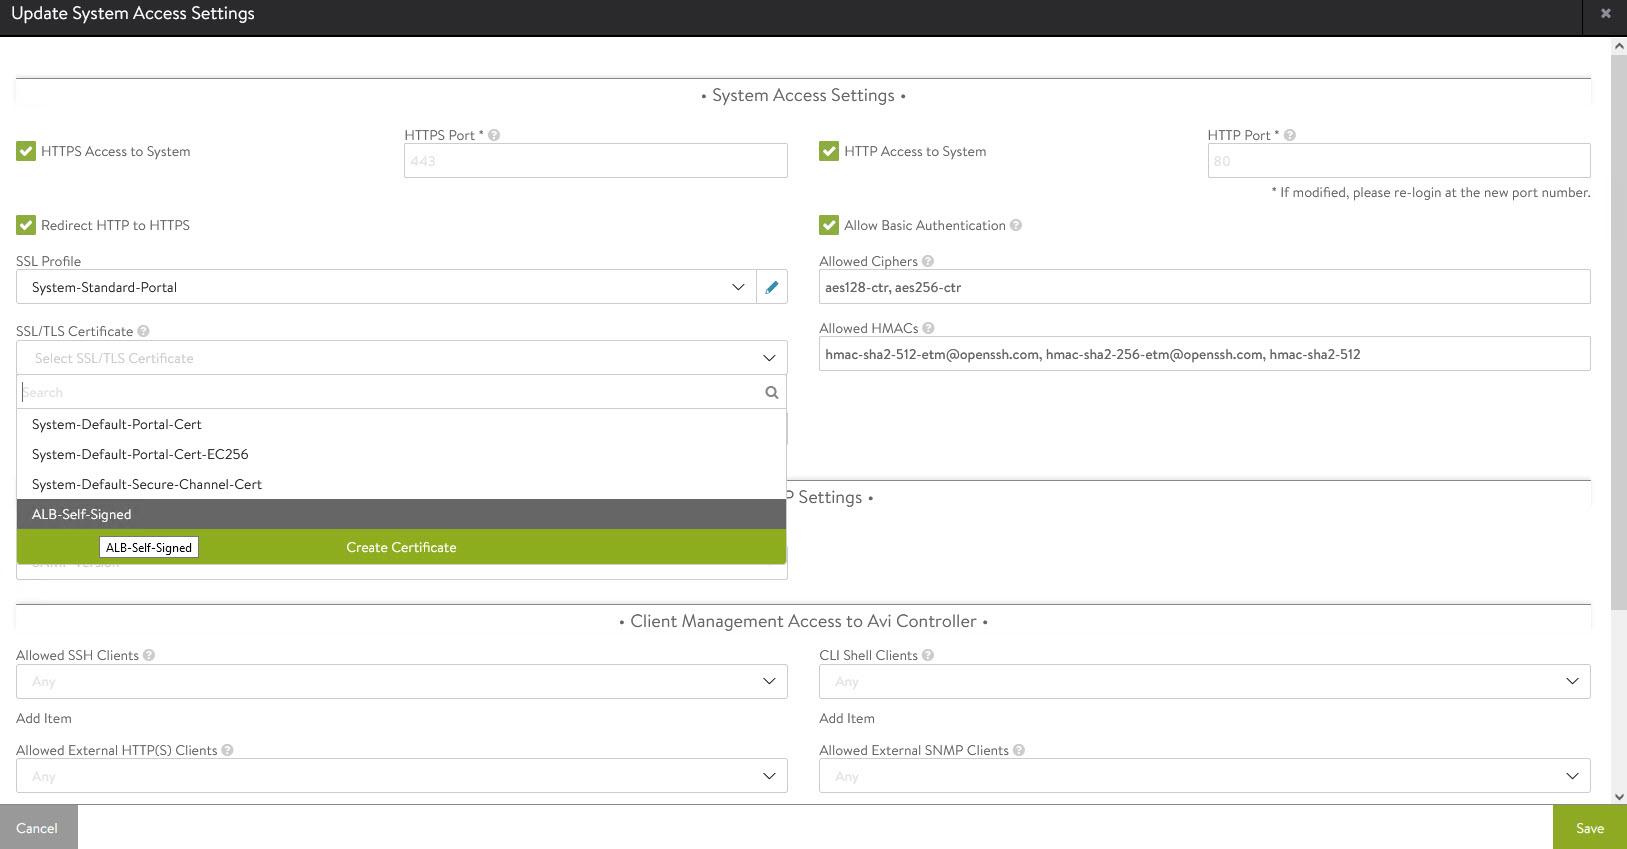 Update System Access Settings
• System Access Settings •
HTTPS Access to System
HTTPS Port *
443
HTTP Access to System
HTTP Port *
80
* If modified, please re-login at the new port number.
Redirect HTTP to HTTPS
Allow Basic Authentication
SSL Profile
System-Standard-Portal
Allowed Ciphers
aes128-ctr, aes256-ctr
SSL/TLS Certificate
Select SSL/TLS Certificate
Allowed HMACs
hmac-sha2-512-etm@openssh.com, hmac-sha2-256-etm@openssh.com, hmac-sha2-512
Search
System-Default-Portal-Cert
System-Default-Portal-Cert-EC256
System-Default-Secure-Channel-Cert
ALB-Self-Signed
P Settings •
ALB-Self-Signed
Create Certificate
• Client Management Access to Avi Controller •
Allowed SSH Clients
Any
Add Item
CLI Shell Clients
Any
Add Item
Allowed External HTTP(S) Clients
Any
Allowed External SNMP Clients
Any
Cancel
Save